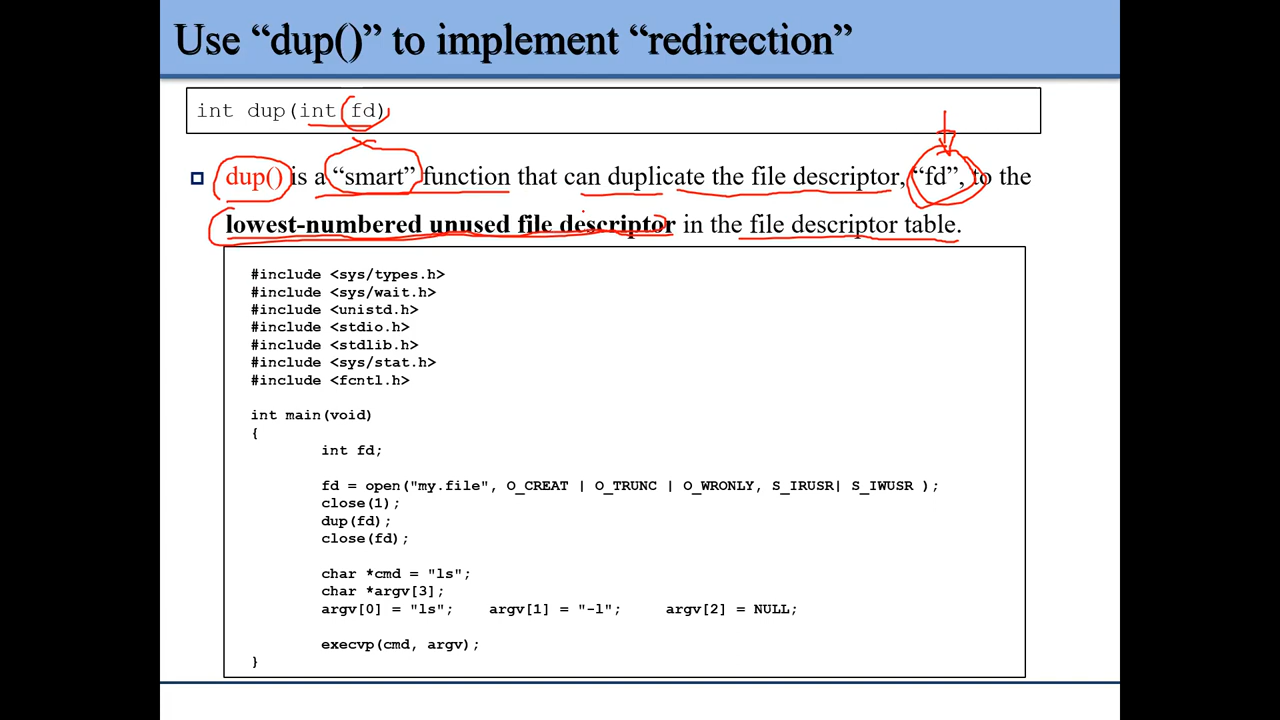 Use “dup()” to implement “redirection”
int dup(int fd)
dup() is a “smart” function that can duplicate the file descriptor, “fd”, to the
lowest-numbered unused file descriptor in the file descriptor table.
#include <sys/types.h>
#include <sys/wait.h>
#include <unistd.h>
#include <stdio.h>
#include <stdlib.h>
#include <sys/stat.h>
#include <fcntl.h>
int main(void)
{
int fd;
fd = open("my.file", O_CREAT | O_TRUNC | O_WRONLY, S_IRUSR| S_IWUSR );
close(1);
dup(fd);
close(fd);
char *cmd = "ls";
char *argv[3];
argv[0] = "ls"; argv[1] = "-l"; argv[2] = NULL;
execvp(cmd, argv);
}